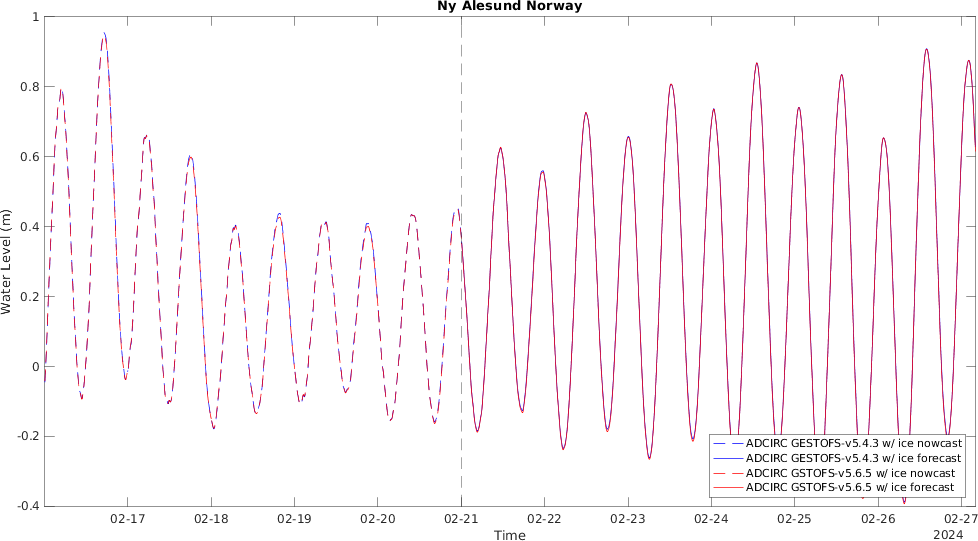 Ny Alesund Norway
Water Level (m)
1
0.8
0.6
0.4
0.2
0
-0.2
-0.4
ADCIRC GESTOFS-v5.4.3 w/ ice nowcast
ADCIRC GESTOFS-v5.4.3 w/ ice forecast
ADCIRC GSTOFS-v5.6.5 w/ ice nowcast
ADCIRC GSTOFS-v5.6.5 w/ ice forecast
02-17 02-18 02-19 02-20 02-21 02-22 02-23 02-24 02-25 02-26 02-27
Time
2024